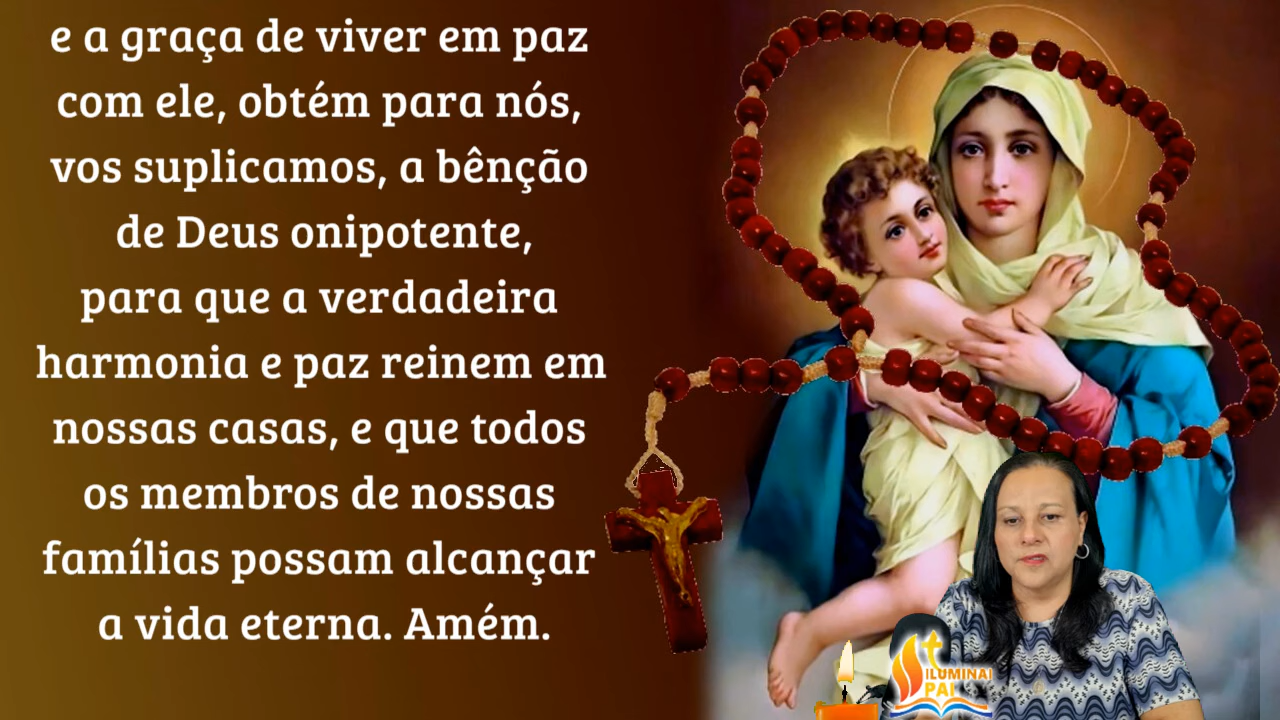 e a graça de viver em paz
com ele, obtém para nós,
vos suplicamos, a bênção
de Deus onipotente,
para que a verdadeira
harmonia e paz reinem em
nossas casas, e que todos
os membros de nossas
famílias possam alcançar
a vida eterna. Amém.
ILUMINAI
PAI